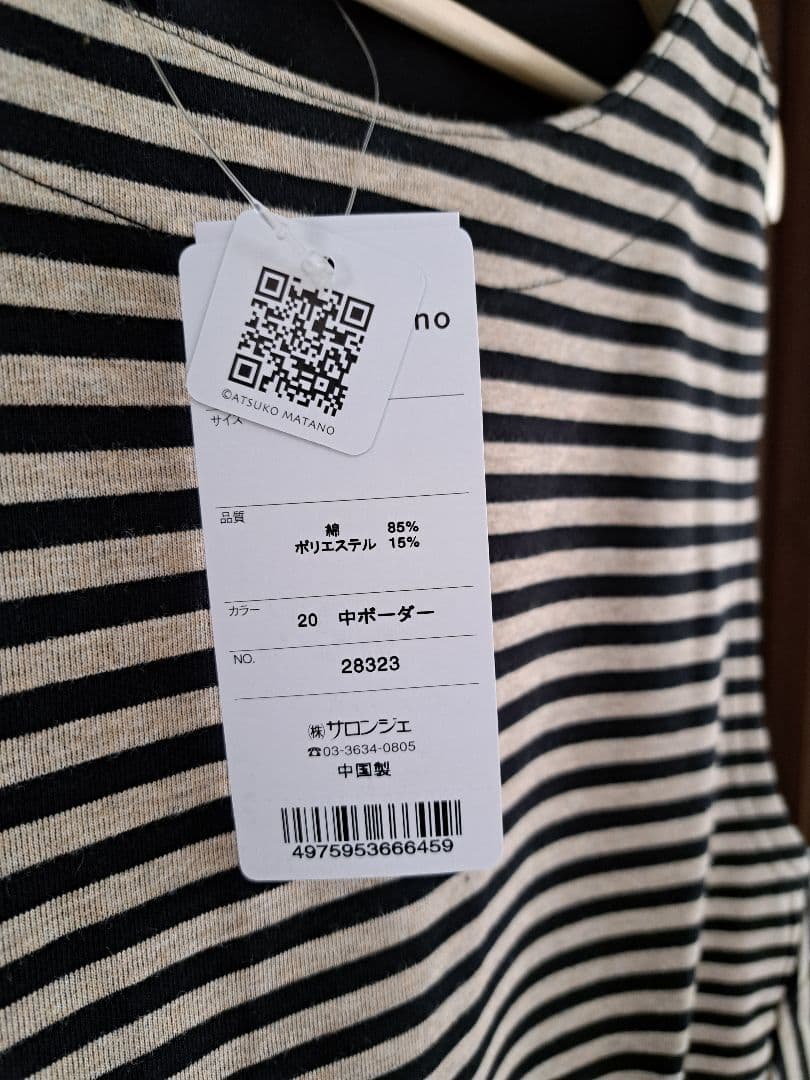 no
©ATSUKO MATANO
サイズ
品質
綿 85%
ポリエステル 15%
カラー
20 中ボーダー
NO.
28323
㈱サロンジェ
☎03-3634-0805
中国製
4975953666459